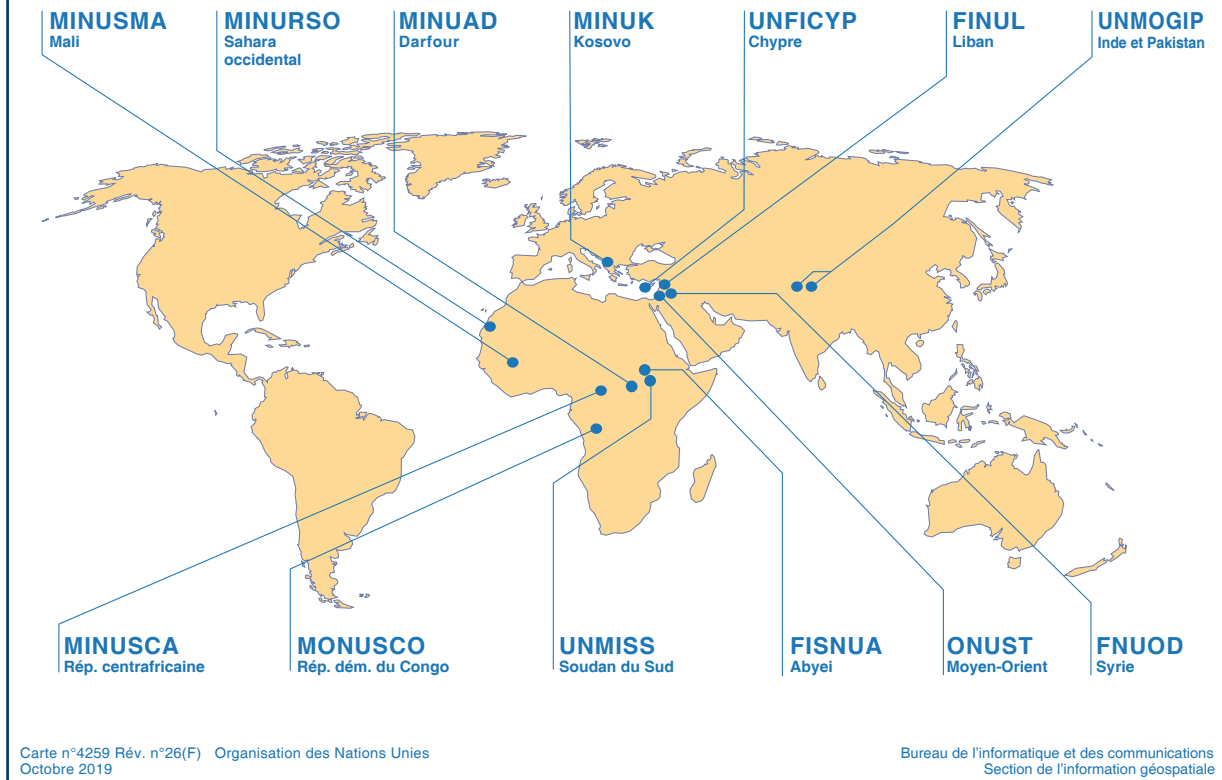 MINUSMA
Mali
MINURSO
Sahara
occidental
MINUAD
Darfour
MINUK
Kosovo
UNFICYP
Chypre
FINUL
Liban
UNMOGIP
Inde et Pakistan
MINUSCA
Rép. centrafricaine
MONUSCO
Rép. dém. du Congo
UNMISS
Soudan du Sud
FISNUA
Abyei
ONUST
Moyen-Orient
FNUOD
Syrie
Carte n°4259 Rév. n°26(F) Organisation des Nations Unies
Octobre 2019
Bureau de l'informatique et des communications
Section de l'information géospatiale